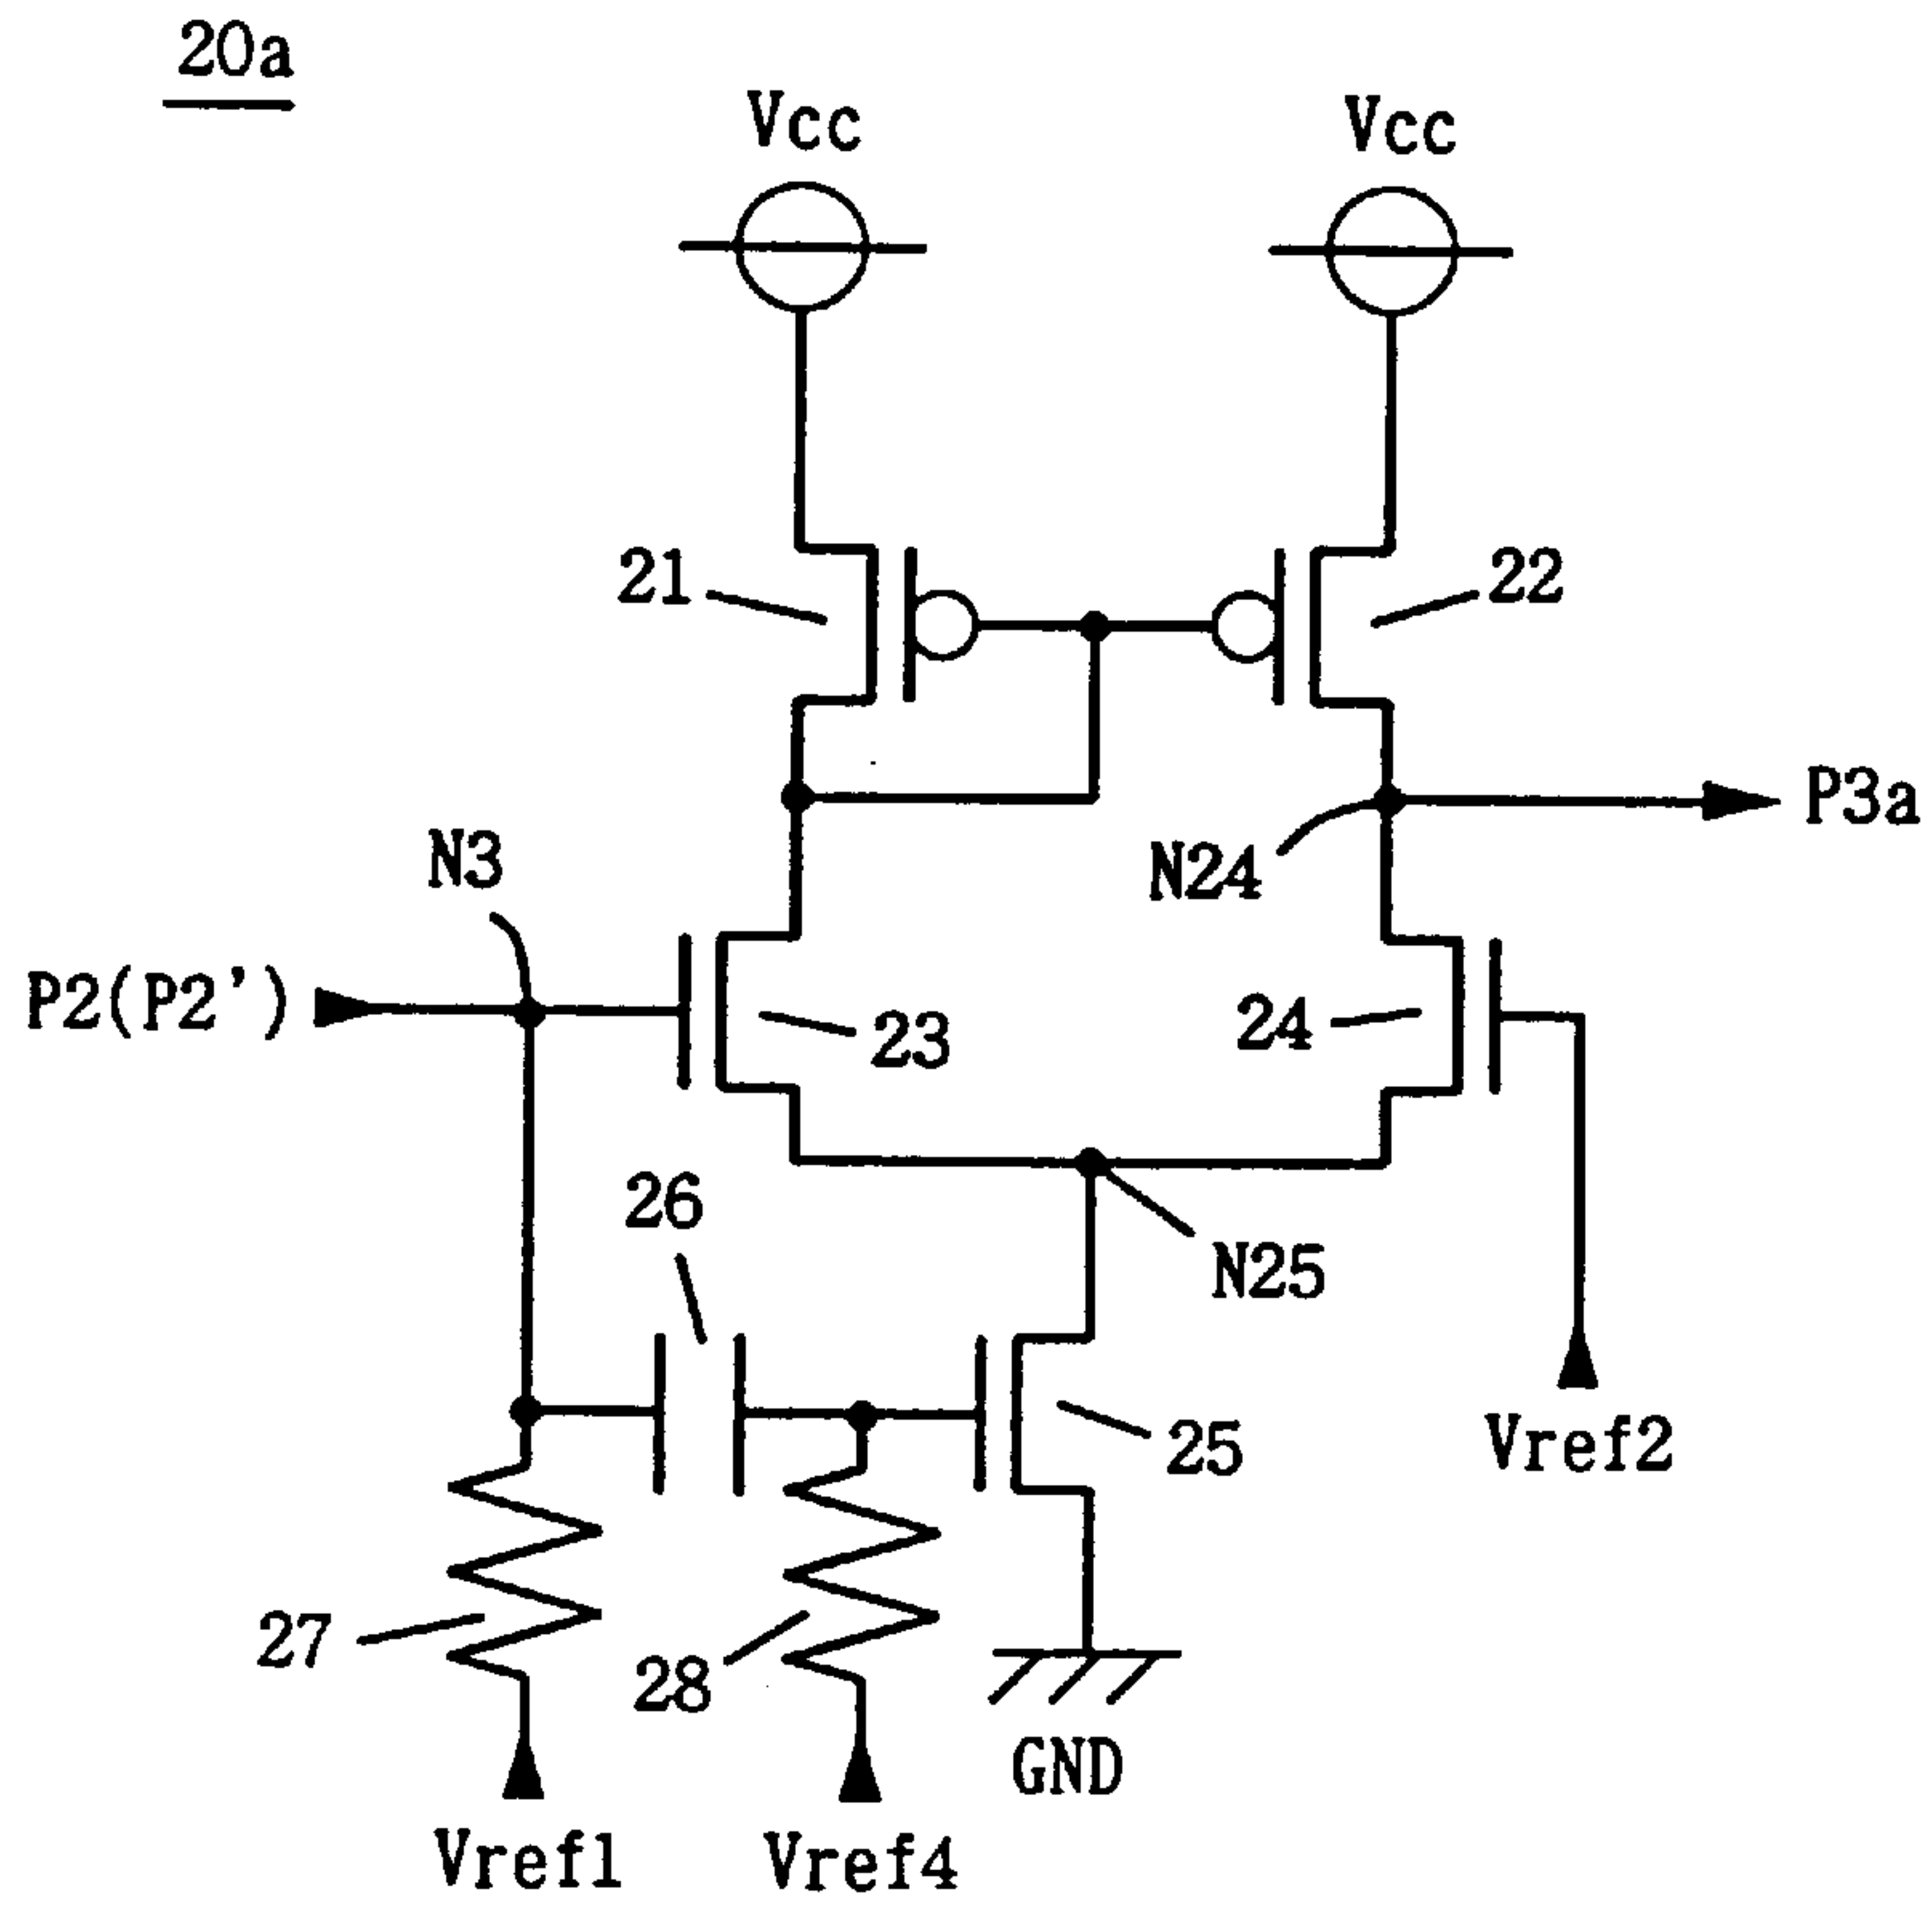 20a
Vcc
Vcc
21
22
P3a
N3
N24
P2(P2')
23
24
26
N25
25
Vref2
27
28
GND
Vref1
Vref4